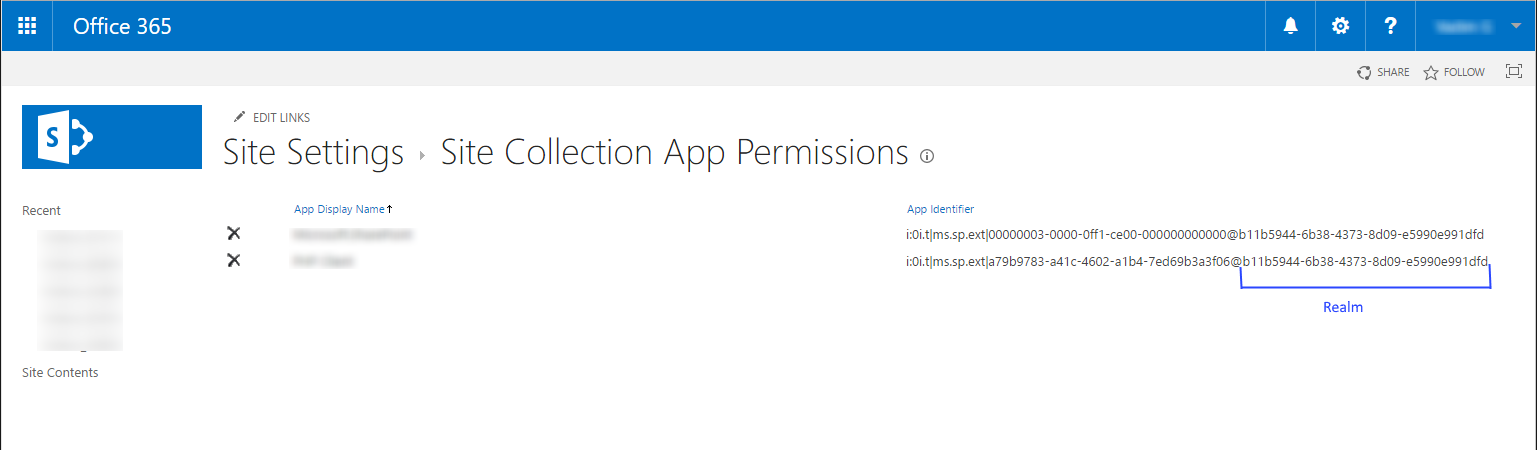 Office 365
?
SHARE
FOLLOW
S
EDIT LINKS
Site Settings
Site Collection App Permissions
Recent
App Display Name
App Identifier
i:0i.t|ms.sp.ext|00000003-0000-0ff1-ce00-000000000000@b11b5944-6b38-4373-8d09-e5990e991dfd
i:0i.t|ms.sp.ext|a79b9783-a41c-4602-a1b4-7ed69b3a3f06@b11b5944-6b38-4373-8d09-e5990e991dfd
Realm
Site Contents